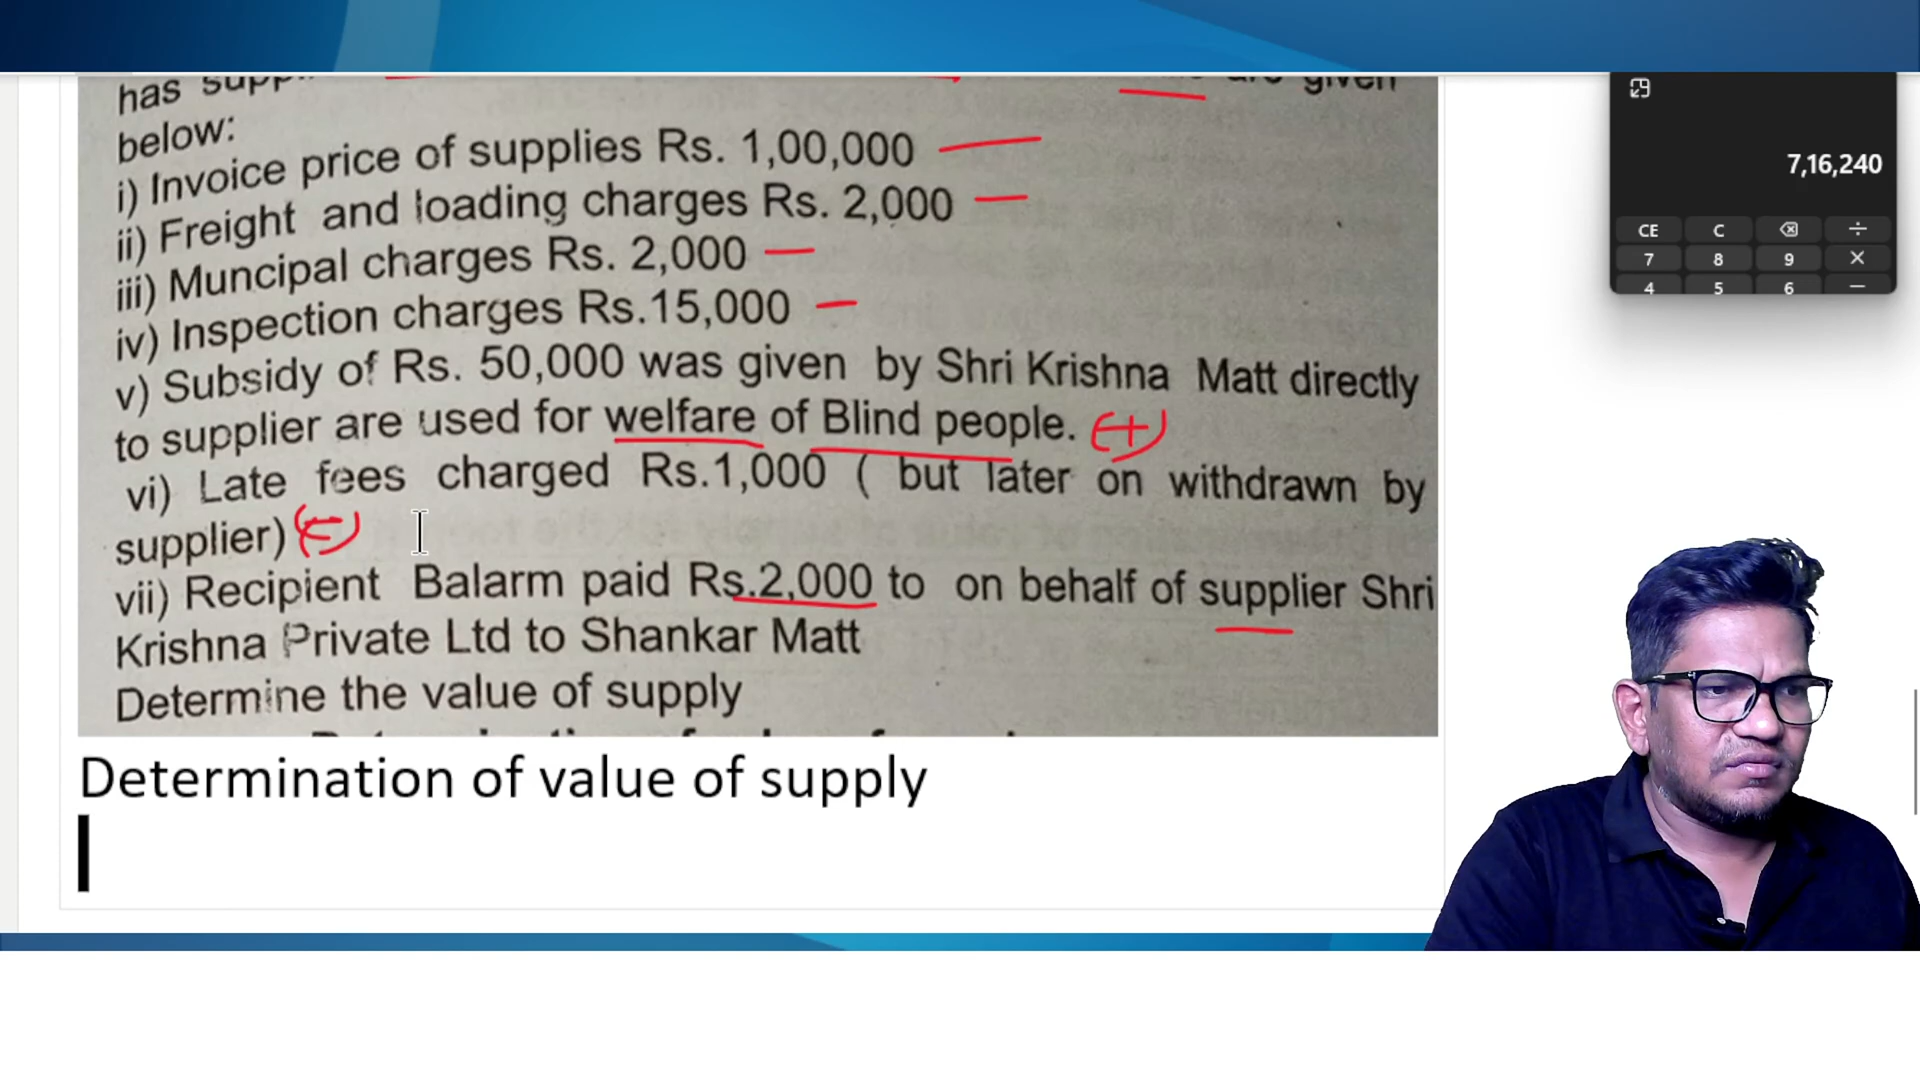 has are given
below:
i) Invoice price of supplies Rs. 1,00,000
ii) Freight and loading charges Rs. 2,000
iii) Muncipal charges Rs. 2,000
iv) Inspection charges Rs.15,000
v) Subsidy of Rs. 50,000 was given by Shri Krishna Matt directly
to supplier are used for welfare of Blind people. (+)
vi) Late fees charged Rs.1,000 ( but later on withdrawn by
supplier) (-)
vii) Recipient Balarm paid Rs.2,000 to on behalf of supplier Shri
Krishna Private Ltd to Shankar Matt
Determine the value of supply
Determination of value of supply
7,16,240
CE C ⌫ ÷
7 8 9 ×
4 5 6 −